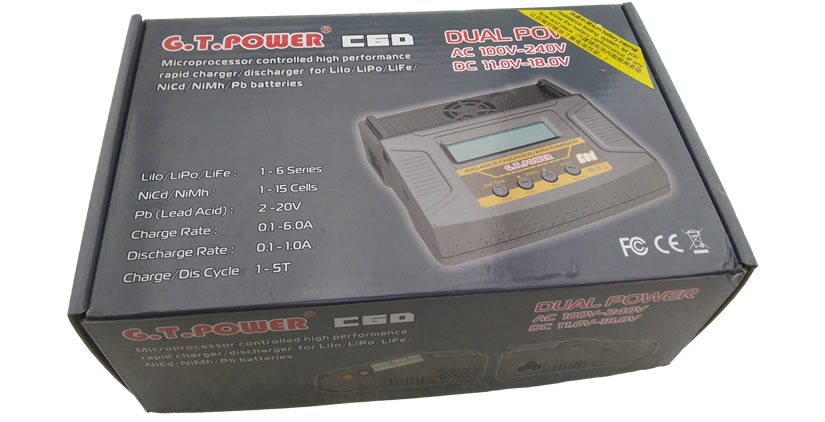 G.T.POWER® C6D
Microprocessor controlled high performance
rapid charger/discharger for LiIo/LiPo/LiFe/
NiCd/NiMh/Pb batteries
DUAL POW
AC 100V~240V
DC 11.0V-18.0V
LiIo/LiPo/LiFe : 1-6 Series
NiCd/NiMh : 1-15 Cells
Pb (Lead Acid) : 2-20V
Charge Rate : 0.1-6.0A
Discharge Rate : 0.1-1.0A
Charge/Dis Cycle : 1-5T
BALANCE CHARGER/DISCHARGER
G.T.POWER C6D
FC CE
G.T.POWER® C6D
Microprocessor controlled high performance
rapid charger/discharger for LiIo/LiPo/LiFe/
NiCd/NiMh/Pb batteries
DUAL POWER
AC 100V~240V
DC 11.0V-18.0V